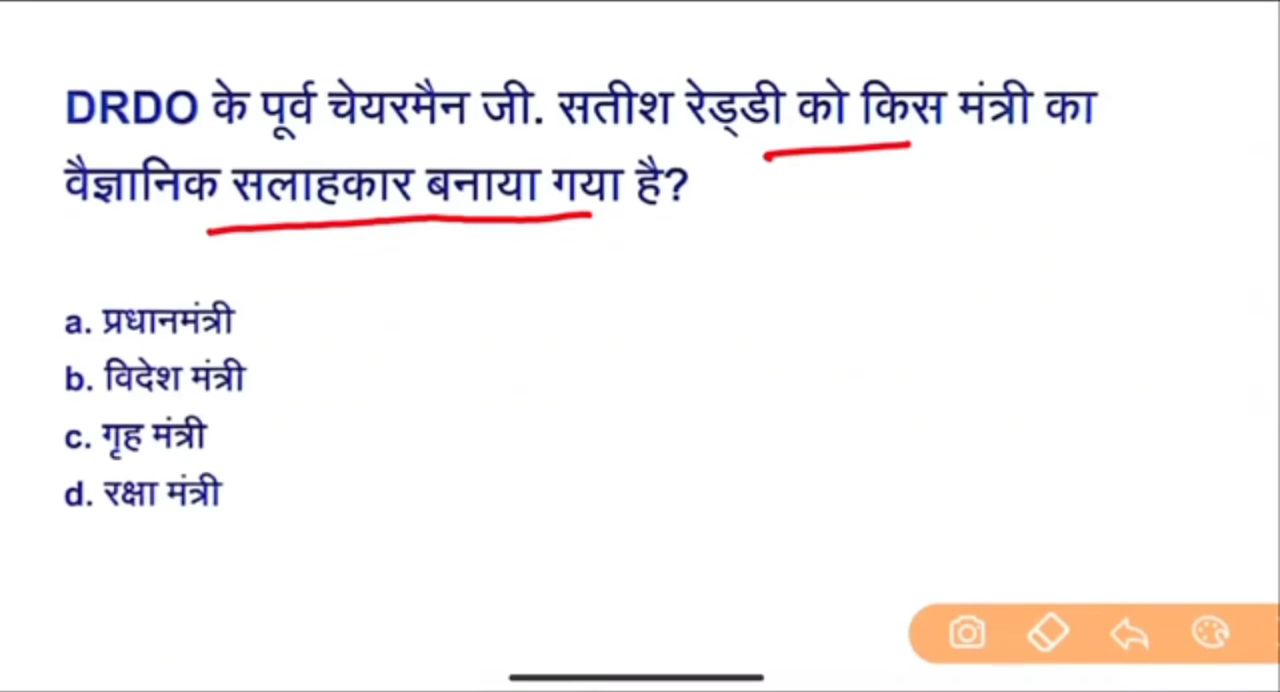 DRDO के पूर्व चेयरमैन जी. सतीश रेड्डी को किस मंत्री का
वैज्ञानिक सलाहकार बनाया गया है?
a. प्रधानमंत्री
b. विदेश मंत्री
c. गृह मंत्री
d. रक्षा मंत्री